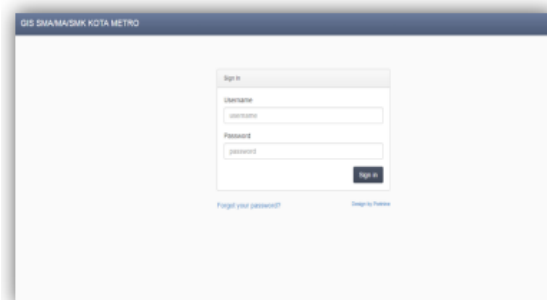 GIS SMA/MA/SMK KOTA METRO
Sign in
Username
username
Password
password
Sign in
Forgot your password?
Design by